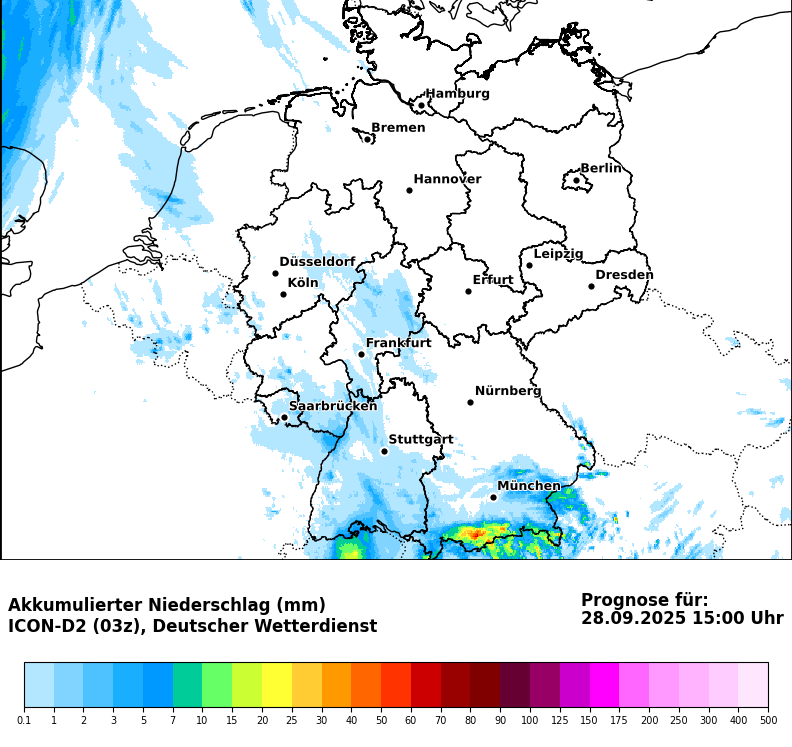 Hamburg
Bremen
Berlin
Hannover
Leipzig
Düsseldorf
Dresden
Köln
Erfurt
Frankfurt
Nürnberg
Saarbrücken
Stuttgart
München
Akkumulierter Niederschlag (mm)
ICON-D2 (03z), Deutscher Wetterdienst
Prognose für:
28.09.2025 15:00 Uhr
0.1 1 2 3 5 7 10 15 20 25 30 40 50 60 70 80 90 100 125 150 175 200 250 300 400 500